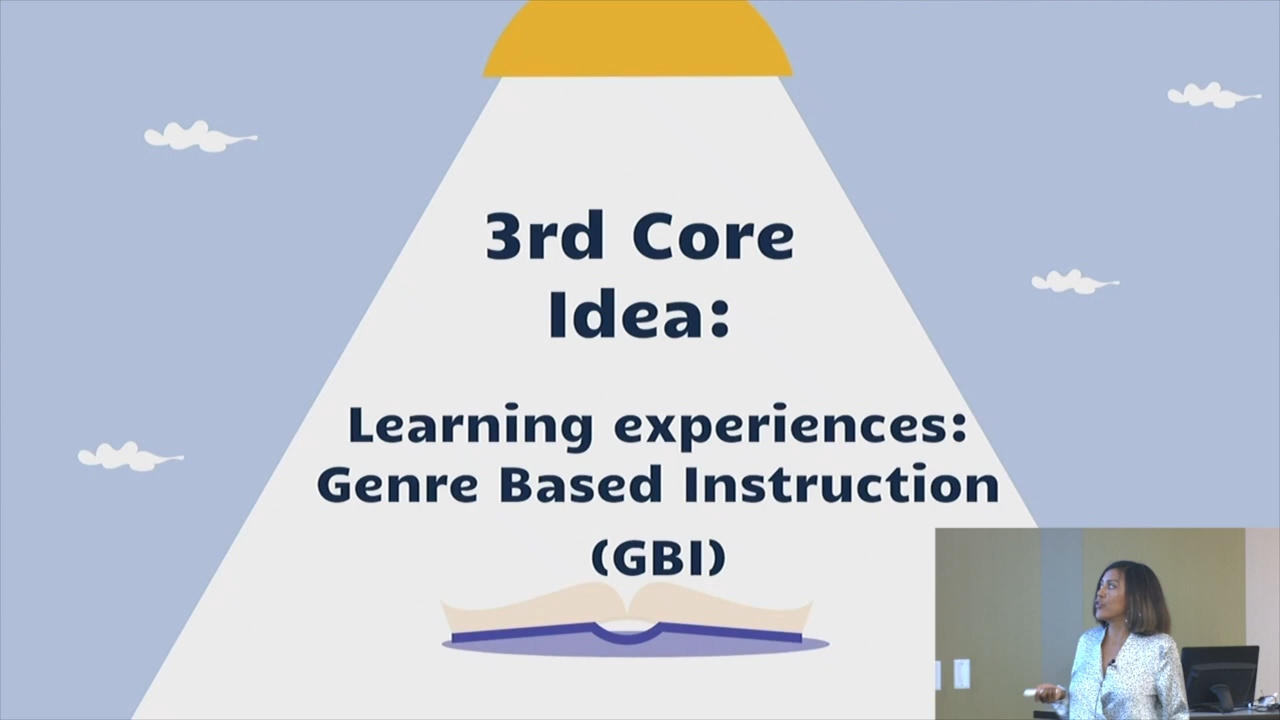 3rd Core
Idea:
Learning experiences:
Genre Based Instruction
(GBI)